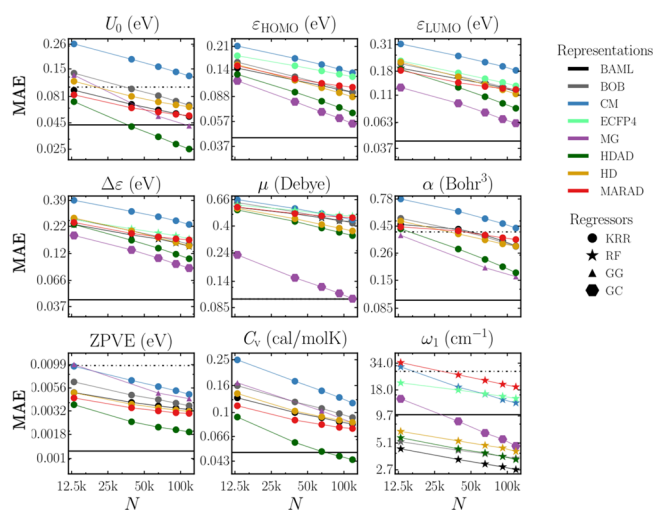 U₀ (eV)
ε_HOMO (eV)
ε_LUMO (eV)
MAE
0.26
0.14
0.081
0.045
0.025
0.21
0.14
0.088
0.057
0.037
0.31
0.18
0.11
0.063
0.037
Δε (eV)
μ (Debye)
α (Bohr³)
MAE
0.39
0.22
0.12
0.066
0.037
0.66
0.4
0.24
0.14
0.085
0.78
0.45
0.26
0.15
0.085
ZPVE (eV)
C_v (cal/molK)
ω₁ (cm⁻¹)
MAE
0.0099
0.0056
0.0032
0.0018
0.001
0.25
0.16
0.1
0.066
0.043
34.0
18.0
9.7
5.1
2.7
12.5k
25k
50k
100k
12.5k
25k
50k
100k
12.5k
25k
50k
100k
N
N
N
Representations
BAML
BOB
CM
ECFP4
MG
HDAD
HD
MARAD
Regressors
KRR
RF
GG
GC